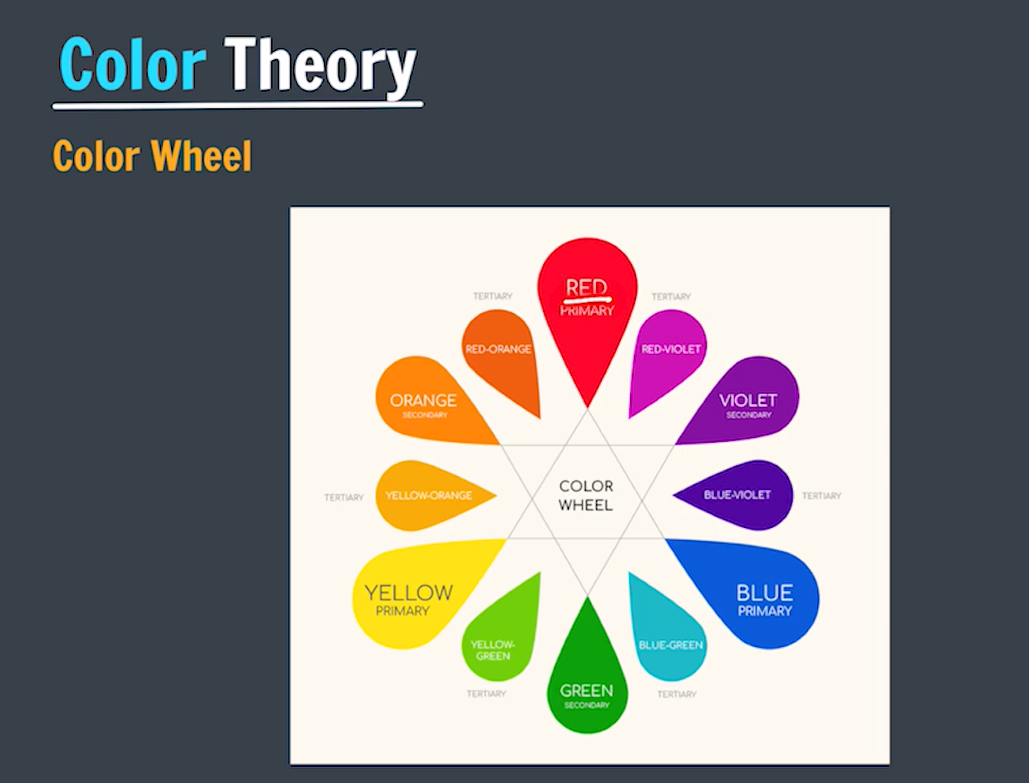 Color Theory
Color Wheel
RED
PRIMARY
TERTIARY
TERTIARY
RED-ORANGE
RED-VIOLET
ORANGE
SECONDARY
VIOLET
SECONDARY
TERTIARY
YELLOW-ORANGE
COLOR
WHEEL
BLUE-VIOLET
TERTIARY
YELLOW
PRIMARY
BLUE
PRIMARY
YELLOW-
GREEN
BLUE-GREEN
TERTIARY
GREEN
SECONDARY
TERTIARY